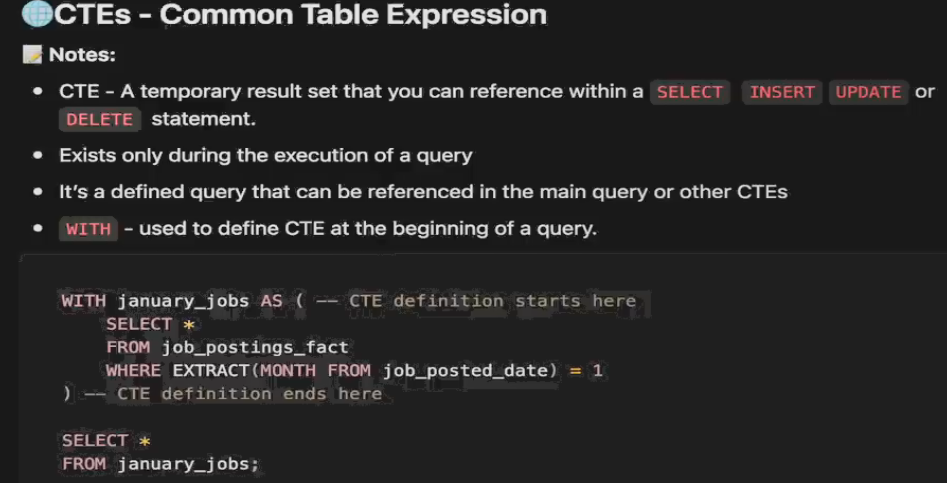 CTEs - Common Table Expression
Notes:
• CTE - A temporary result set that you can reference within a SELECT INSERT UPDATE or
DELETE statement.
• Exists only during the execution of a query
• It's a defined query that can be referenced in the main query or other CTEs
• WITH - used to define CTE at the beginning of a query.
WITH january_jobs AS ( -- CTE definition starts here
SELECT *
FROM job_postings_fact
WHERE EXTRACT(MONTH FROM job_posted_date) = 1
) -- CTE definition ends here
SELECT *
FROM january_jobs;